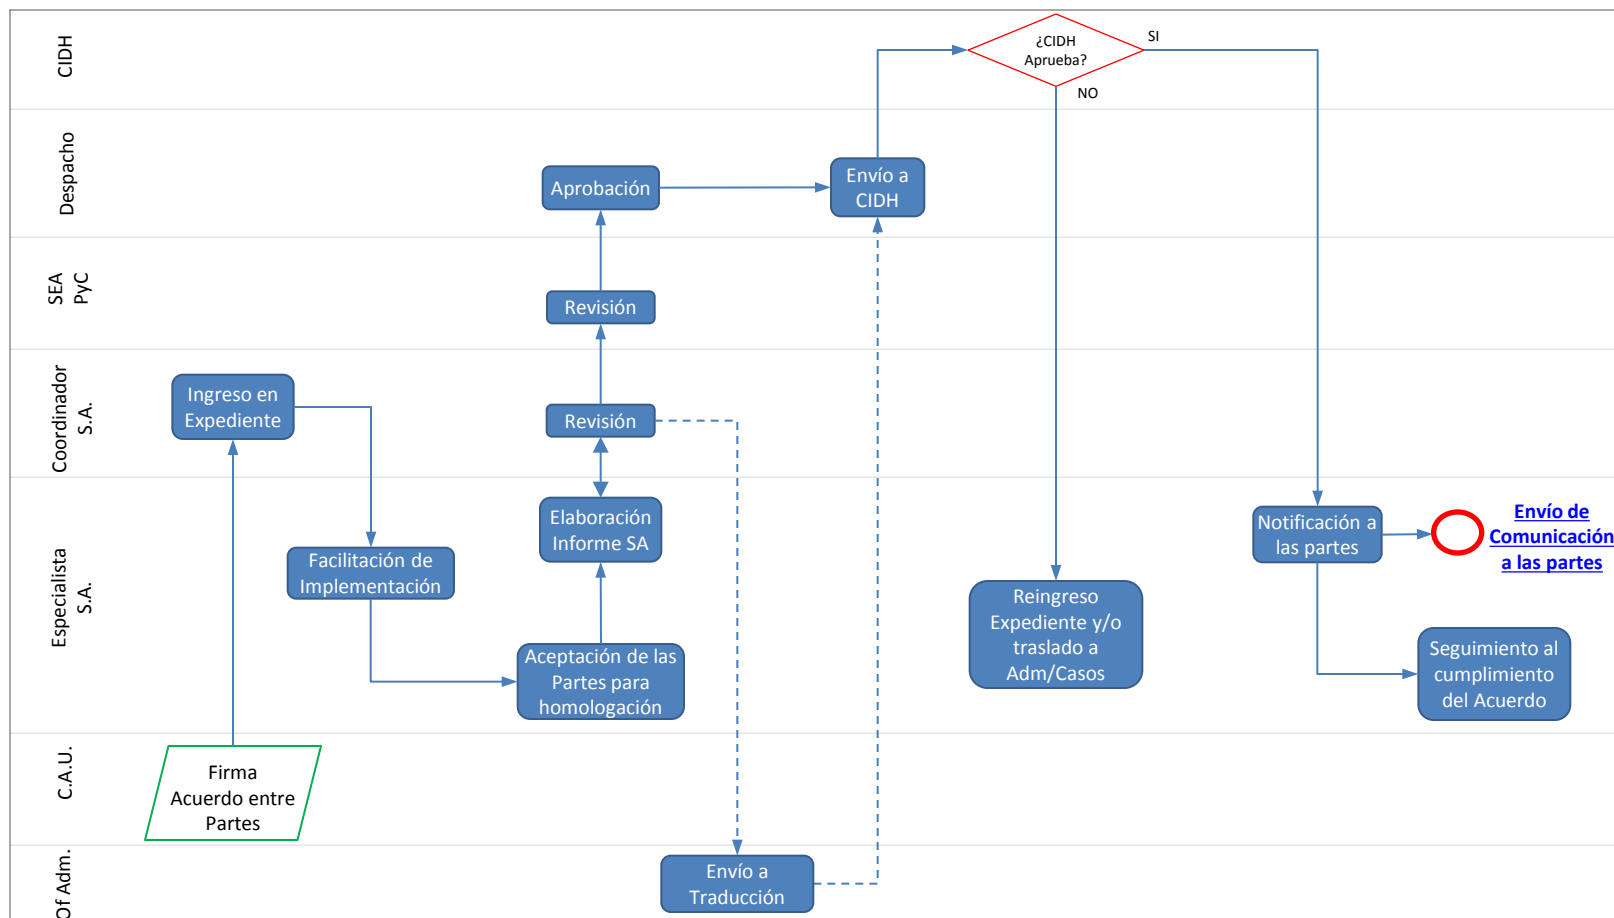 CIDH
¿CIDH
Aprueba?
SI
NO
Despacho
Aprobación
Envío a
CIDH
SEA
PyC
Revisión
Coordinador
S.A.
Ingreso en
Expediente
Revisión
Especialista
S.A.
Facilitación de
Implementación
Elaboración
Informe SA
Aceptación de las
Partes para
homologación
Reingreso
Expediente y/o
traslado a
Adm/Casos
Notificación a
las partes
Envío de
Comunicación
a las partes
Seguimiento al
cumplimiento
del Acuerdo
C.A.U.
Firma
Acuerdo entre
Partes
Of Adm.
Envío a
Traducción